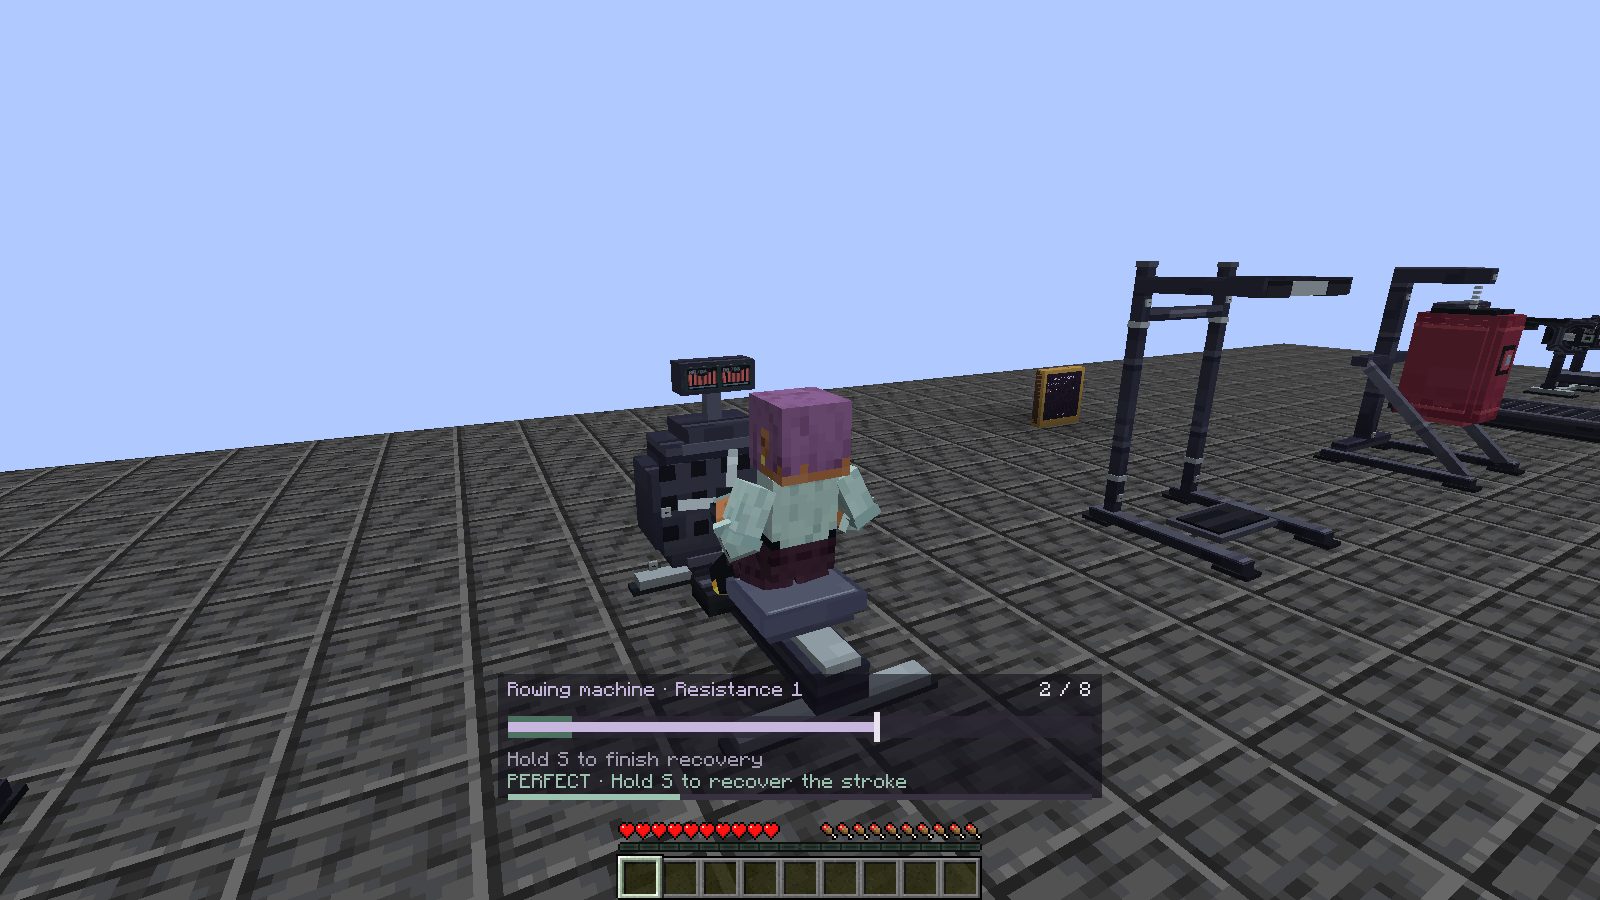 Rowing machine · Resistance 1
2 / 8
Hold S to finish recovery
PERFECT · Hold S to recover the stroke